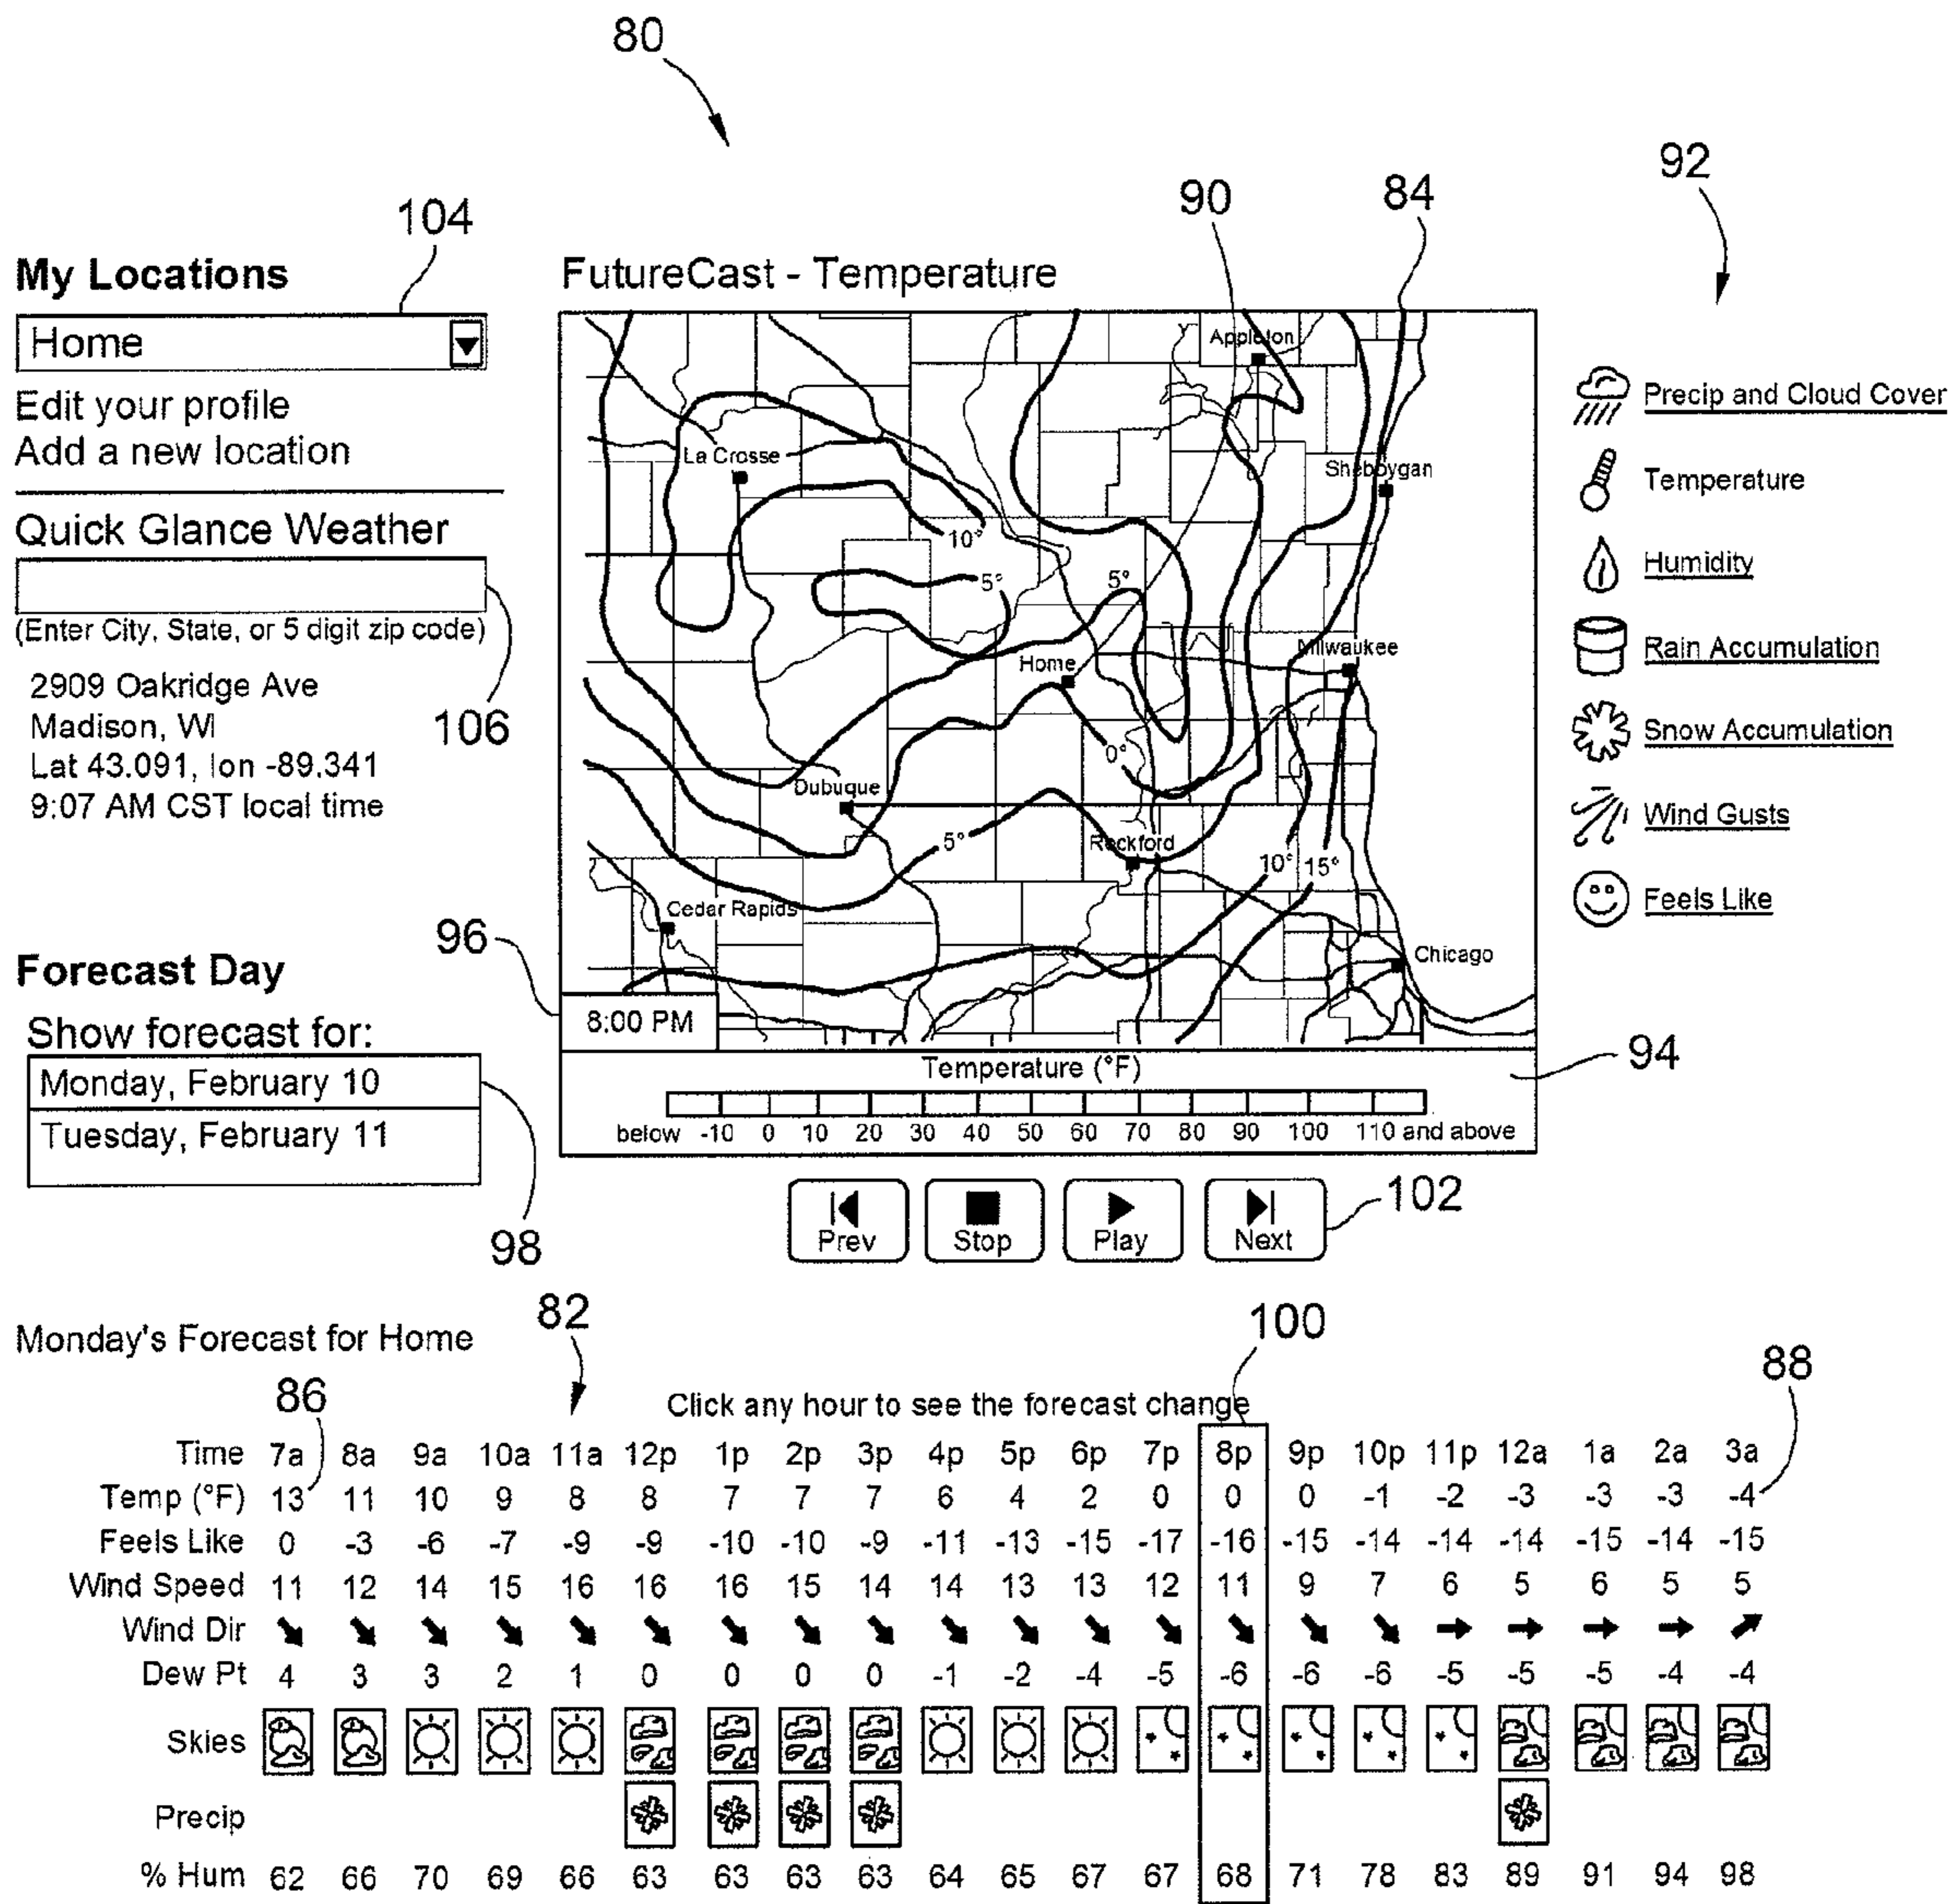 80
92
90
84
104
My Locations
FutureCast - Temperature
Home
Edit your profile
Add a new location
Quick Glance Weather
(Enter City, State, or 5 digit zip code)
106
2909 Oakridge Ave
Madison, WI
Lat 43.091, lon -89.341
9:07 AM CST local time
Appleton
La Crosse
Sheboygan
10°
5°
5°
Home
Milwaukee
0°
Dubuque
5°
Rockford
10°
15°
Cedar Rapids
Chicago
Precip and Cloud Cover
Temperature
Humidity
Rain Accumulation
Snow Accumulation
Wind Gusts
Feels Like
96
8:00 PM
94
Temperature (°F)
below -10 0 10 20 30 40 50 60 70 80 90 100 110 and above
Forecast Day
Show forecast for:
Monday, February 10
Tuesday, February 11
98
Prev Stop Play Next
102
82
100
Monday's Forecast for Home
86
88
Click any hour to see the forecast change
Time 7a 8a 9a 10a 11a 12p 1p 2p 3p 4p 5p 6p 7p 8p 9p 10p 11p 12a 1a 2a 3a
Temp (°F) 13 11 10 9 8 8 7 7 7 6 4 2 0 0 0 -1 -2 -3 -3 -3 -4
Feels Like 0 -3 -6 -7 -9 -9 -10 -10 -9 -11 -13 -15 -17 -16 -15 -14 -14 -14 -15 -14 -15
Wind Speed 11 12 14 15 16 16 16 15 14 14 13 13 12 11 9 7 6 5 6 5 5
Wind Dir
Dew Pt 4 3 3 2 1 0 0 0 0 -1 -2 -4 -5 -6 -6 -6 -5 -5 -5 -4 -4
Skies
Precip
% Hum 62 66 70 69 66 63 63 63 63 64 65 67 67 68 71 78 83 89 91 94 98